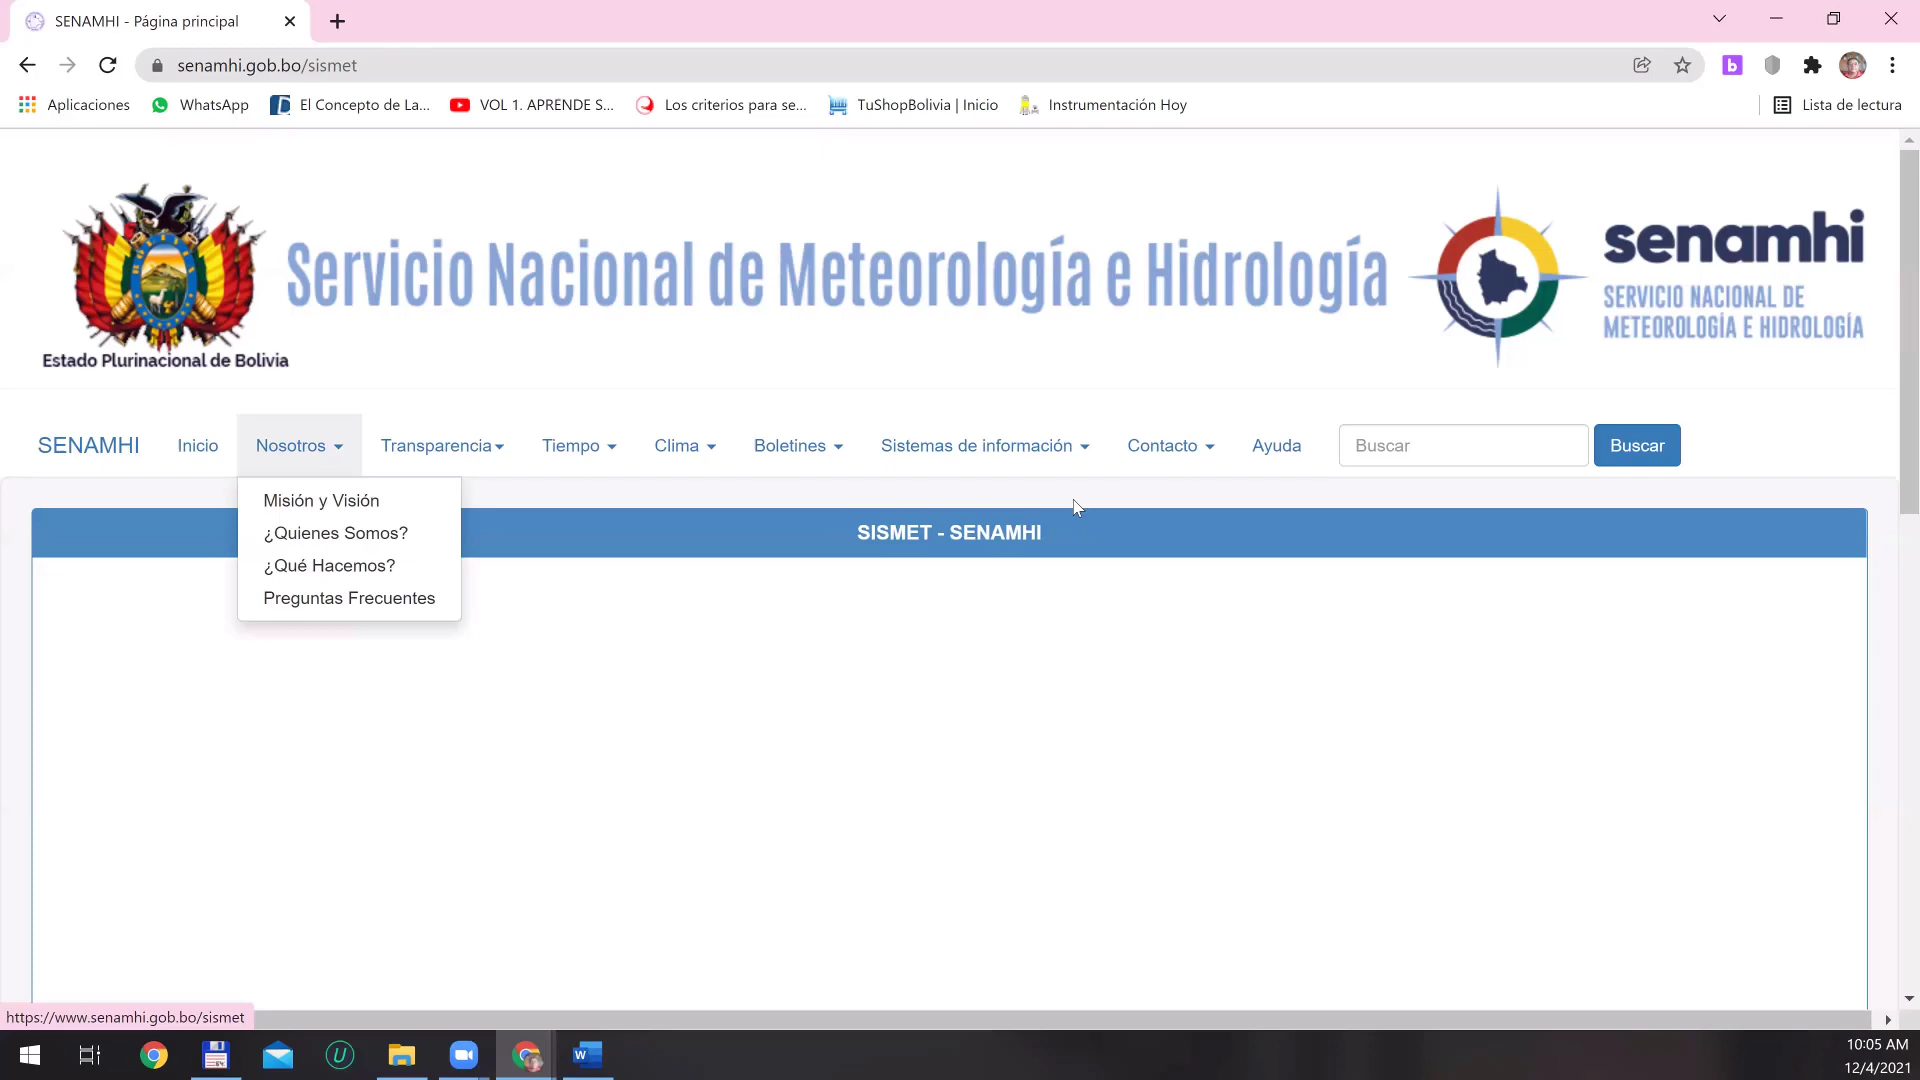 SENAMHI - Página principal
senamhi.gob.bo/sismet
Aplicaciones
WhatsApp
El Concepto de La...
VOL 1. APRENDE S...
Los criterios para se...
TuShopBolivia | Inicio
Instrumentación Hoy
Lista de lectura
Estado Plurinacional de Bolivia
Servicio Nacional de Meteorología e Hidrología
senamhi
SERVICIO NACIONAL DE
METEOROLOGÍA E HIDROLOGÍA
SENAMHI
Inicio
Nosotros
Transparencia
Tiempo
Clima
Boletines
Sistemas de información
Contacto
Ayuda
Buscar
Buscar
Misión y Visión
¿Quienes Somos?
¿Qué Hacemos?
Preguntas Frecuentes
SISMET - SENAMHI
https://www.senamhi.gob.bo/sismet
10:05 AM
12/4/2021